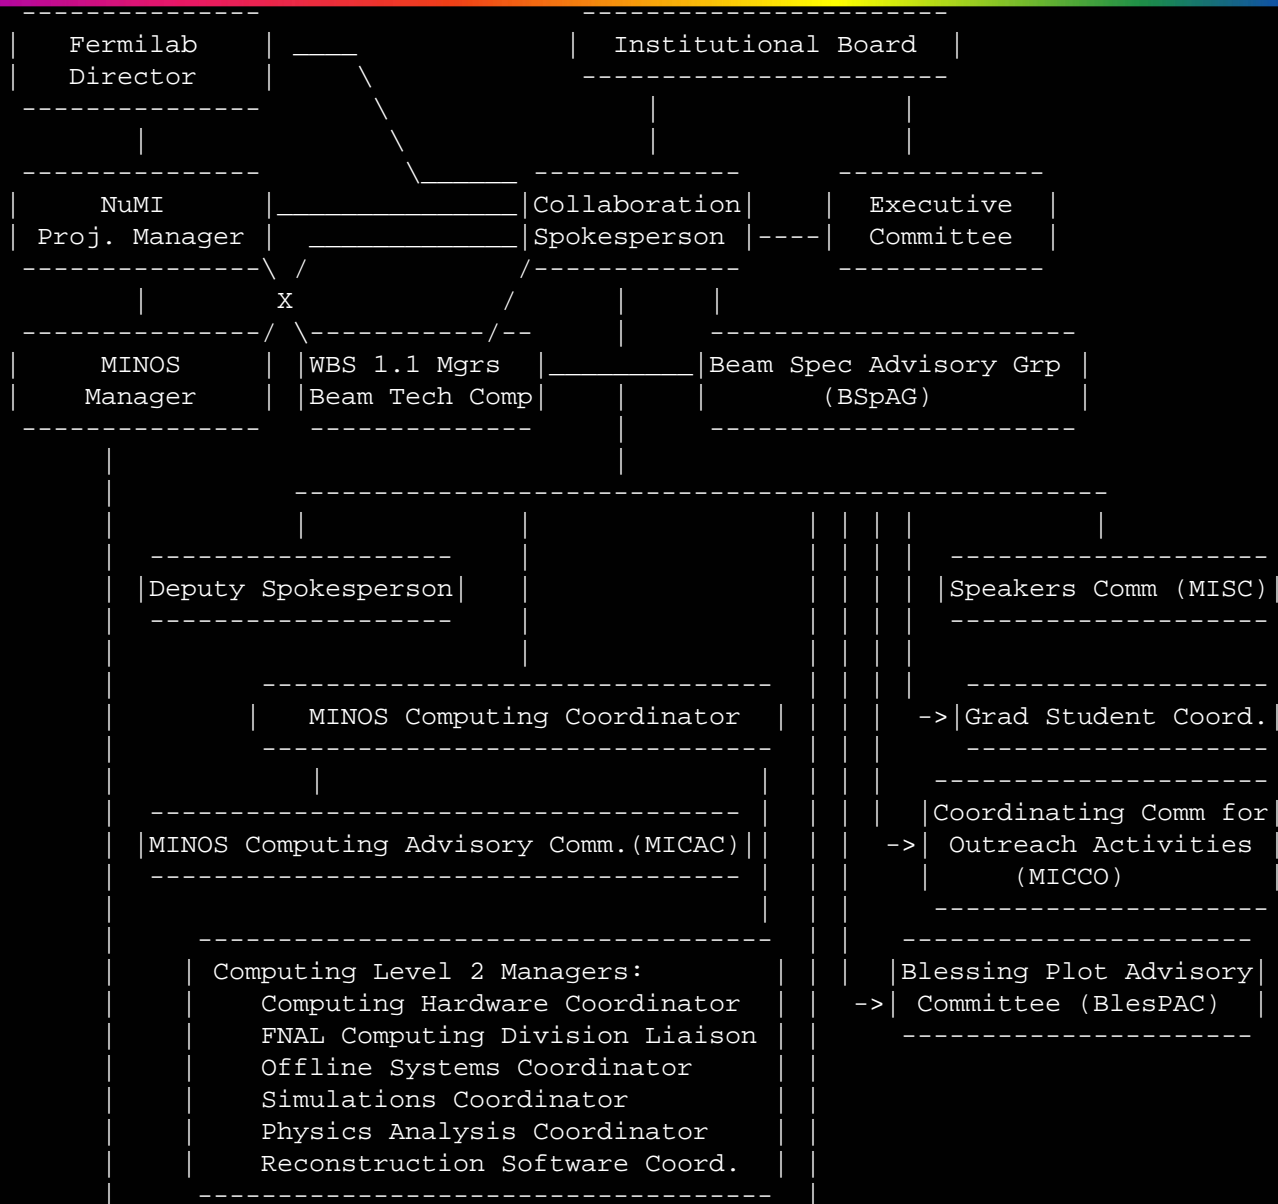 Fermilab Director
Institutional Board
NuMI Proj. Manager
Collaboration Spokesperson
Executive Committee
X
MINOS Manager
WBS 1.1 Mgrs
Beam Tech Comp
Beam Spec Advisory Grp
(BSpAG)
Deputy Spokesperson
Speakers Comm (MISC)
MINOS Computing Coordinator
Grad Student Coord.
MINOS Computing Advisory Comm.(MICAC)
Coordinating Comm for
Outreach Activities
(MICCO)
Computing Level 2 Managers:
Computing Hardware Coordinator
FNAL Computing Division Liaison
Offline Systems Coordinator
Simulations Coordinator
Physics Analysis Coordinator
Reconstruction Software Coord.
Blessing Plot Advisory
Committee (BlesPAC)